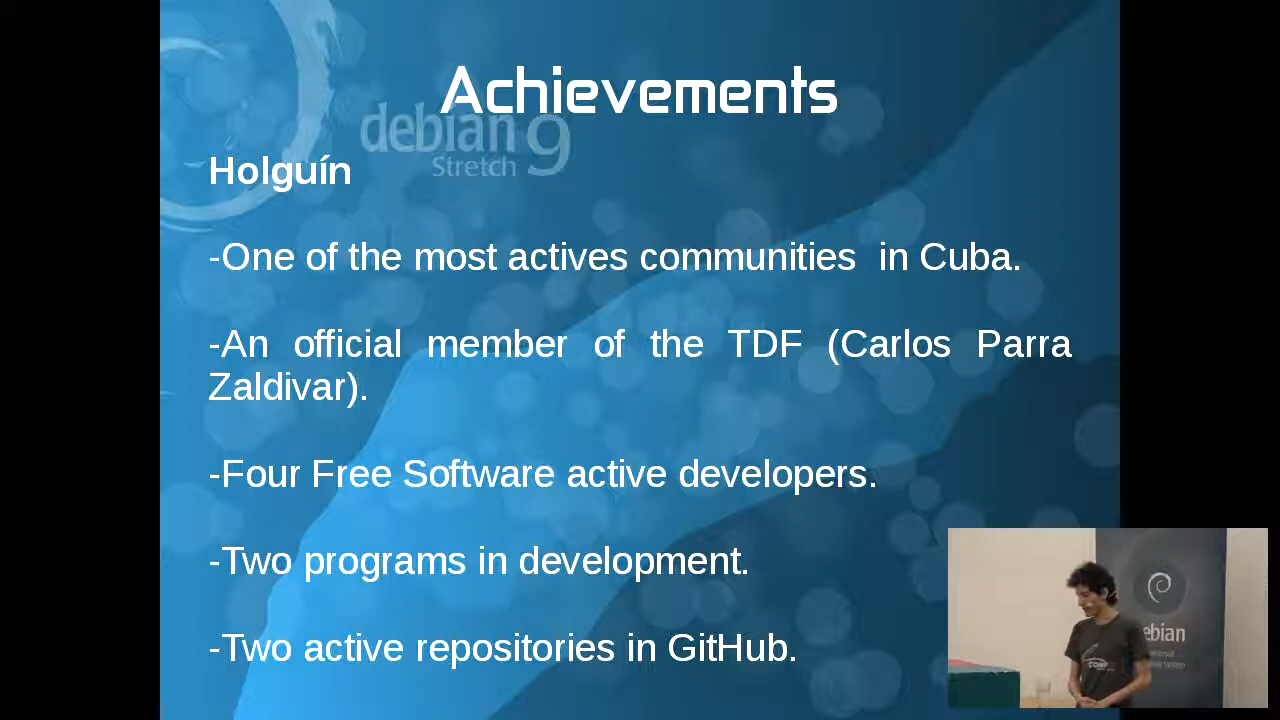 Achievements
debian 9
Stretch
Holguín
-One of the most actives communities in Cuba.
-An official member of the TDF (Carlos Parra
Zaldivar).
-Four Free Software active developers.
-Two programs in development.
-Two active repositories in GitHub.
ebian